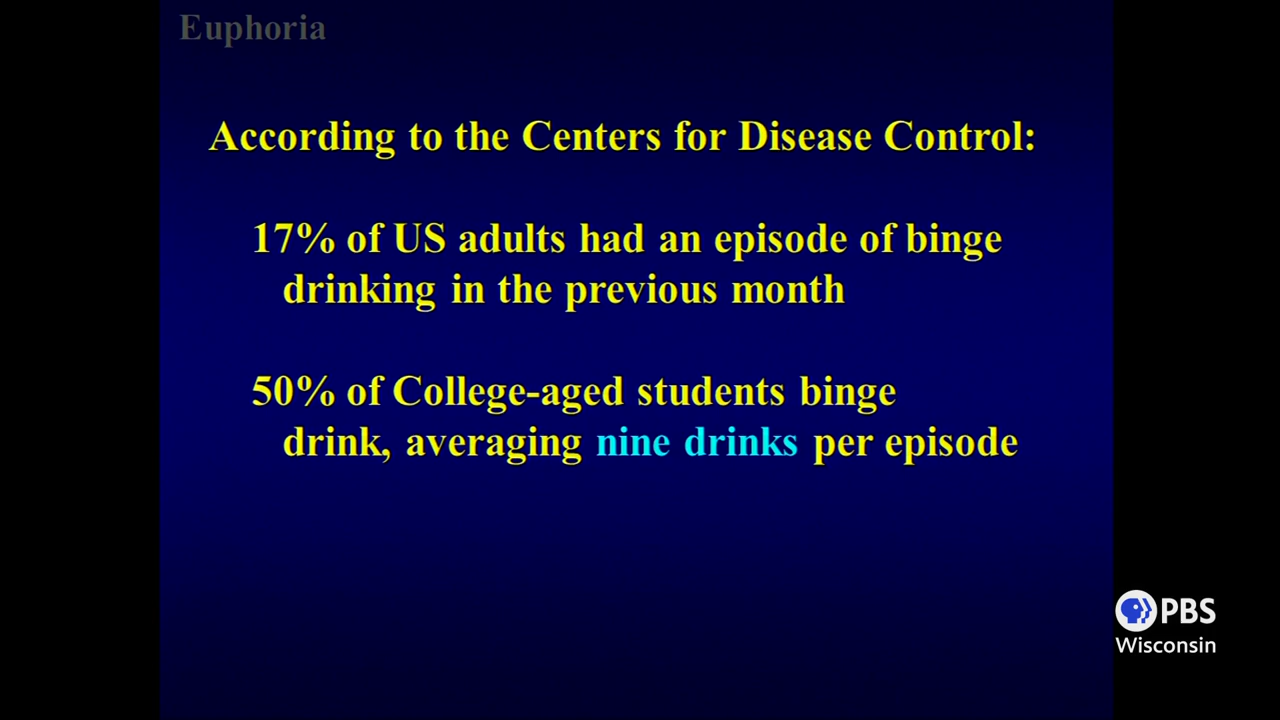 Euphoria
According to the Centers for Disease Control:
17% of US adults had an episode of binge
drinking in the previous month
50% of College-aged students binge
drink, averaging nine drinks per episode
PBS
Wisconsin